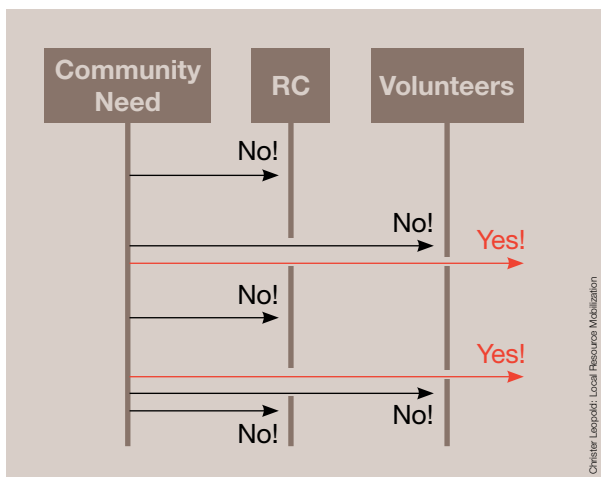 Community
Need
RC
Volunteers
No!
No!
Yes!
No!
Yes!
No!
No!
Christer Leopold: Local Resource Mobilization